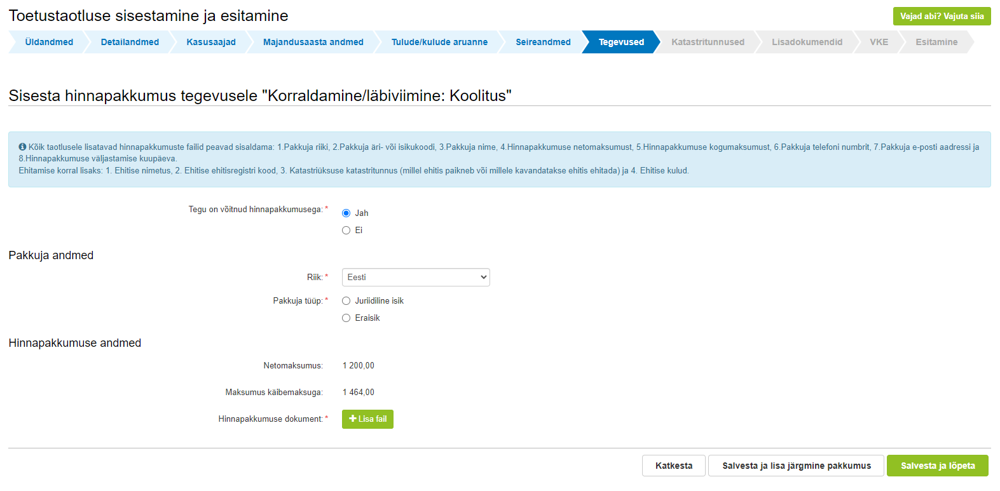 Toetustaotluse sisestamine ja esitamine
Vajad abi? Vajuta siia
Üldandmed
Detailandmed
Kasusaajad
Majandusaasta andmed
Tulude/kulude aruanne
Seireandmed
Tegevused
Katastritunnused
Lisadokumendid
VKE
Esitamine
Sisesta hinnapakkumus tegevusele "Korraldamine/läbiviimine: Koolitus"
Kõik taotlusele lisatavad hinnapakkumuste failid peavad sisaldama: 1.Pakkuja riiki, 2.Pakkuja äri- või isikukoodi, 3.Pakkuja nime, 4.Hinnapakkumuse netomaksumust, 5.Hinnapakkumuse kogumaksumust, 6.Pakkuja telefoni numbrit, 7.Pakkuja e-posti aadressi ja
8.Hinnapakkumuse väljastamise kuupäeva.
Ehitamise korral lisaks: 1. Ehitise nimetus, 2. Ehitise ehitisregistri kood, 3. Katastriüksuse katastritunnus (millel ehitis paikneb või millele kavandatakse ehitis ehitada) ja 4. Ehitise kulud.
Tegu on võitnud hinnapakkumusega: *
Jah
Ei
Pakkuja andmed
Riik: *
Eesti
Pakkuja tüüp: *
Juriidiline isik
Eraisik
Hinnapakkumuse andmed
Netomaksumus:
1 200,00
Maksumus käibemaksuga:
1 464,00
Hinnapakkumuse dokument: *
Lisa fail
Katkesta
Salvesta ja lisa järgmine pakkumus
Salvesta ja lõpeta